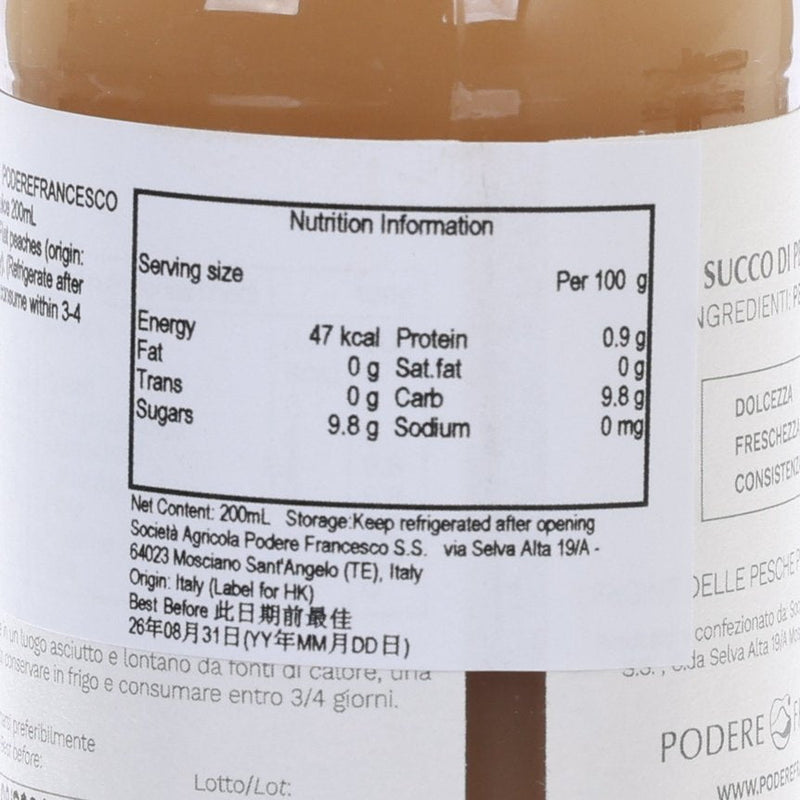 PODEREFRANCESCO
200mL
peaches (origin:
(Refrigerate after
consume within 3-4
Nutrition Information
Serving size Per 100 g
Energy 47 kcal Protein 0.9 g
Fat 0 g Sat.fat 0 g
Trans 0 g Carb 9.8 g
Sugars 9.8 g Sodium 0 mg
Net Content: 200mL Storage:Keep refrigerated after opening
Società Agricola Podere Francesco S.S. via Selva Alta 19/A -
64023 Mosciano Sant'Angelo (TE), Italy
Origin: Italy (Label for HK)
Best Before 此日期前最佳
26年08月31日(YY年MM月DD日)
in un luogo asciutto e lontano da fonti di calore, una
conservare in frigo e consumare entro 3/4 giorni.
preferibilmente
before:
Lotto/Lot:
SUCCO DI
NGREDIENTI:
DOLCEZZA
FRESCHEZZA
CONSISTENZ
DELLE PESCHE
confezionato da: Soc
S.S., Via Selva Alta 19/A Mos
PODERE F
WWW.PODEREFR